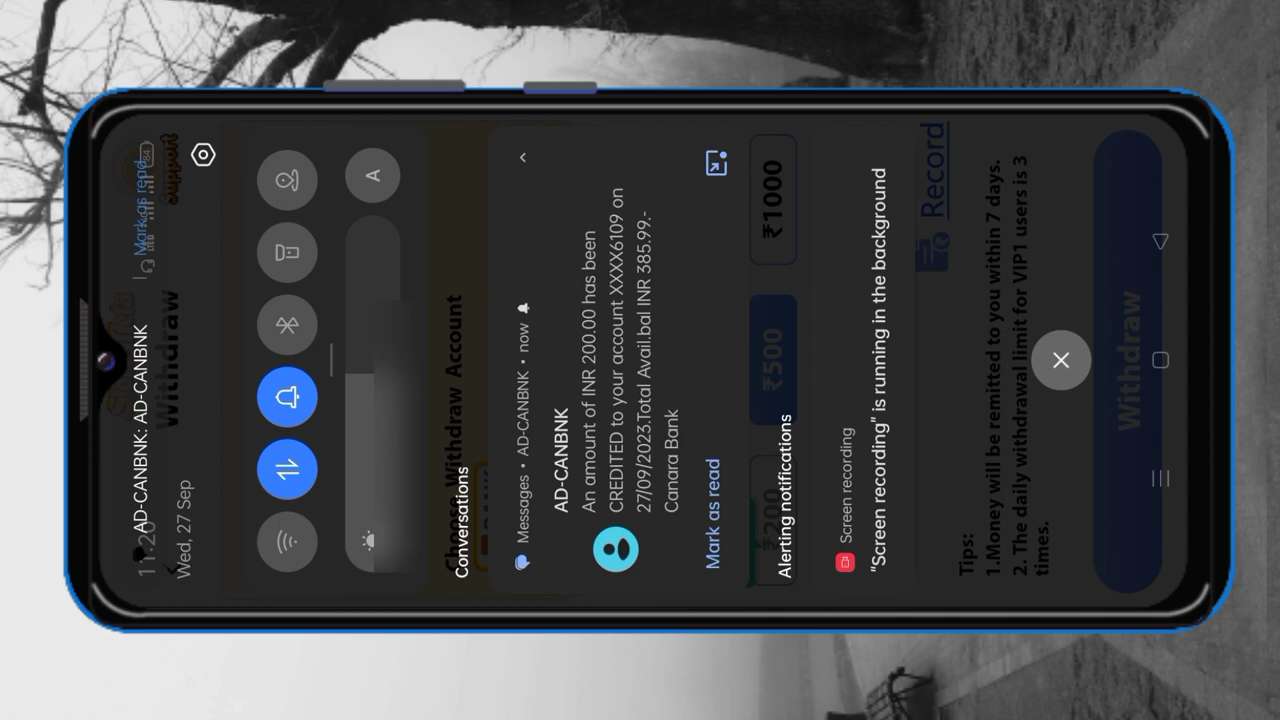 AD-CANBNK: AD-CANBNK
Mark as read
11:20
Wed, 27 Sep
84
Support
Withdraw
Choose Withdraw Account
Conversations
Messages • AD-CANBNK • now
AD-CANBNK
An amount of INR 200.00 has been
CREDITED to your account XXXX6109 on
27/09/2023.Total Avail.bal INR 385.99.-
Canara Bank
Mark as read
₹200
₹500
₹1000
Alerting notifications
Screen recording
"Screen recording" is running in the background
Record
Tips:
1.Money will be remitted to you within 7 days.
2. The daily withdrawal limit for VIP1 users is 3
times.
Withdraw
A